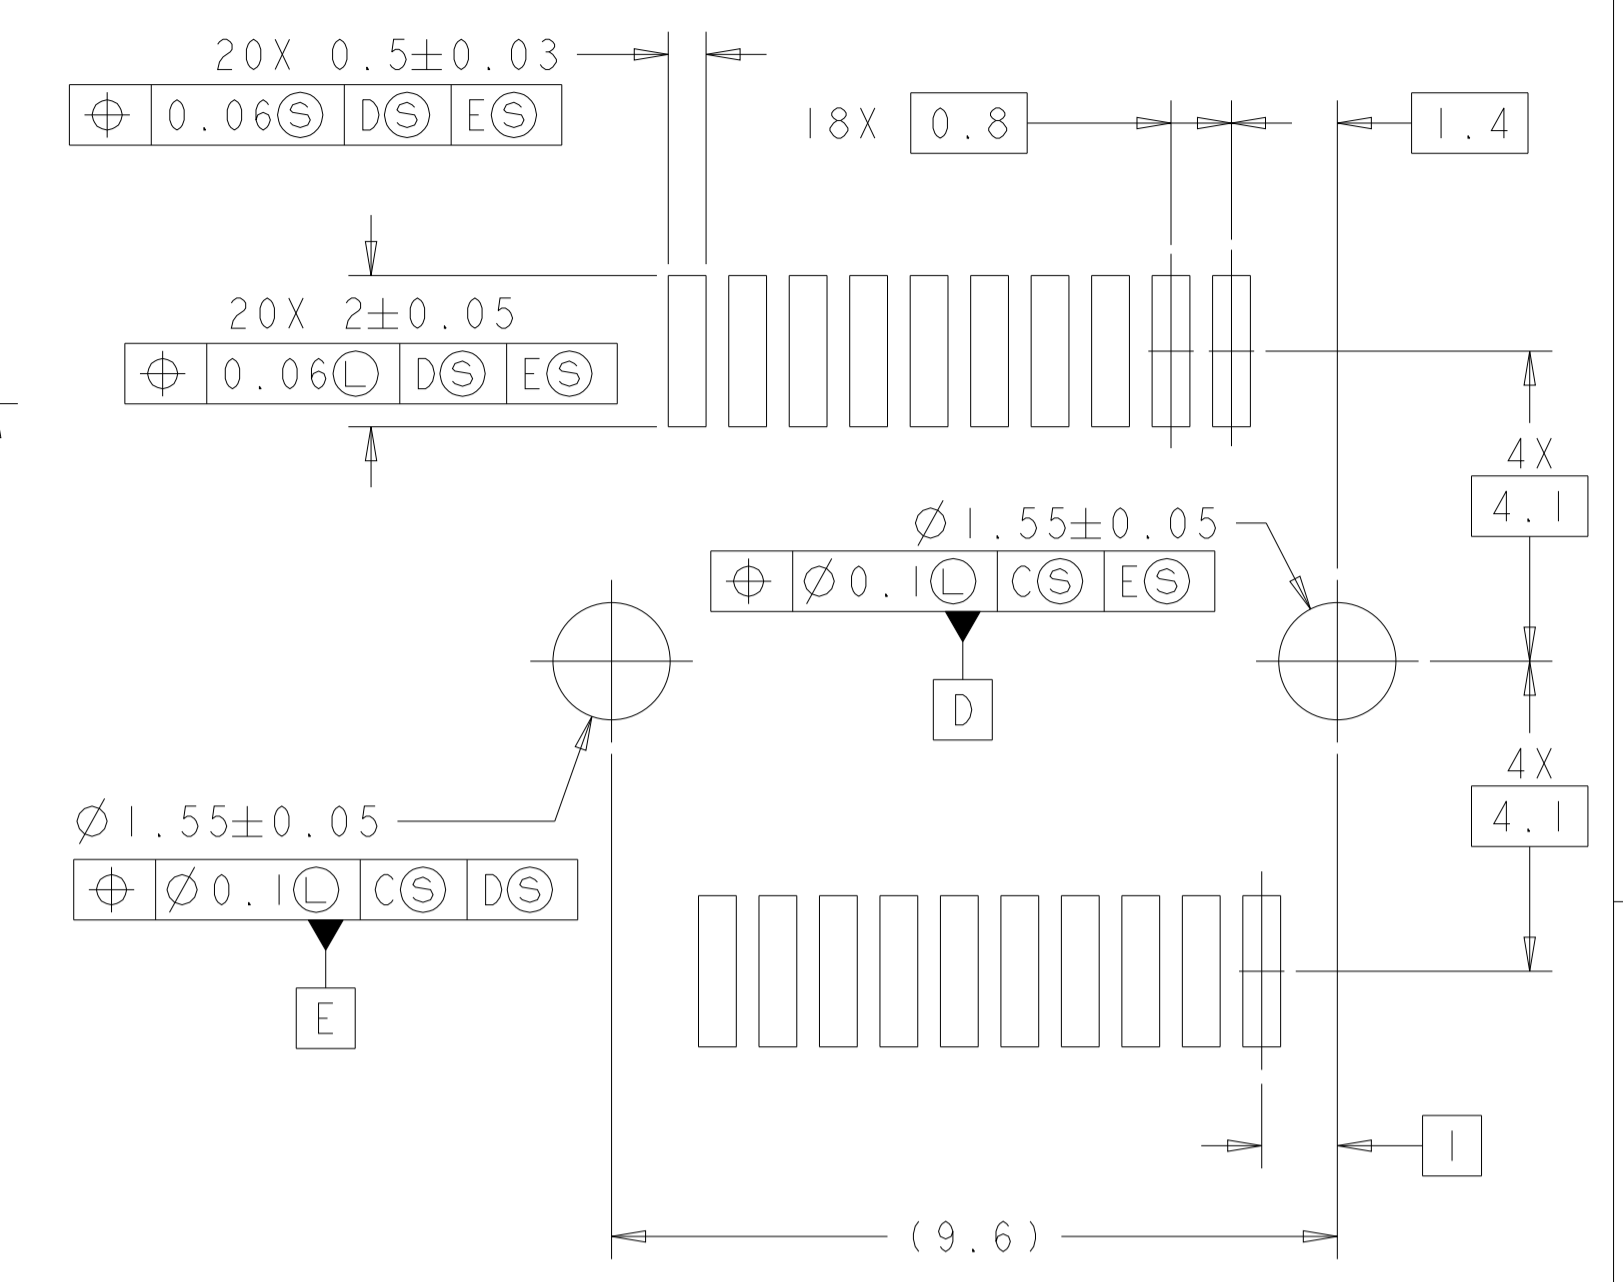 20X 0.5±0.03
⌖ 0.06Ⓢ DⓈ EⓈ
18X 0.8
1.4
20X 2±0.05
⌖ 0.06Ⓛ DⓈ EⓈ
4X
4.1
Ø1.55±0.05
⌖ Ø0.1Ⓛ CⓈ EⓈ
D
4X
4.1
Ø1.55±0.05
⌖ Ø0.1Ⓛ CⓈ DⓈ
E
1
(9.6)